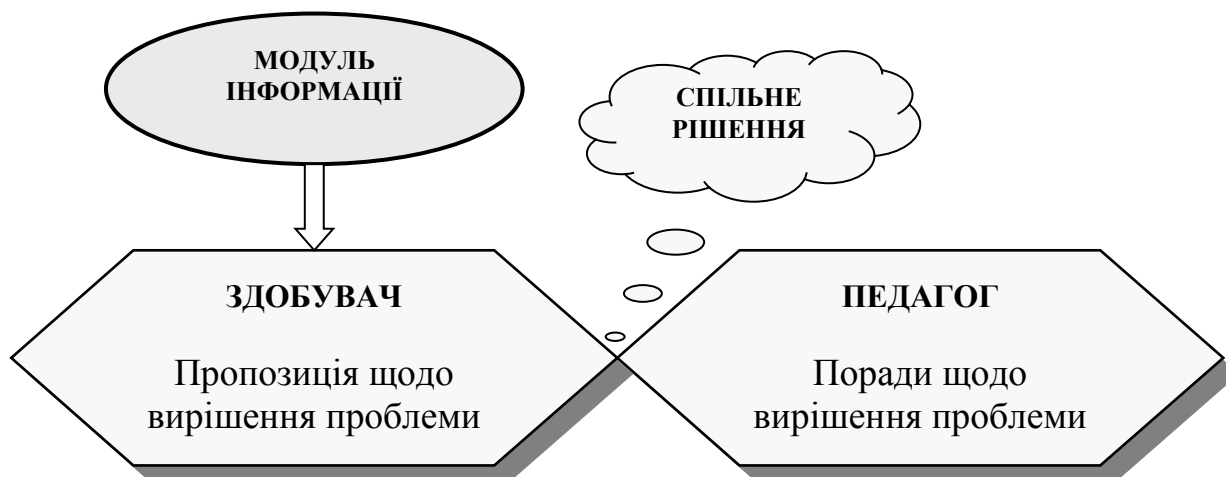 МОДУЛЬ
ІНФОРМАЦІЇ
СПІЛЬНЕ
РІШЕННЯ
ЗДОБУВАЧ
Пропозиція щодо
вирішення проблеми
ПЕДАГОГ
Поради щодо
вирішення проблеми